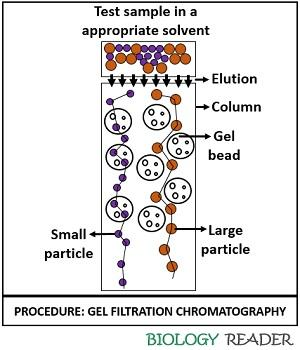 Test sample in a
appropriate solvent
Elution
Column
Gel
bead
Small
particle
Large
particle
PROCEDURE: GEL FILTRATION CHROMATOGRAPHY
BIOLOGY READER